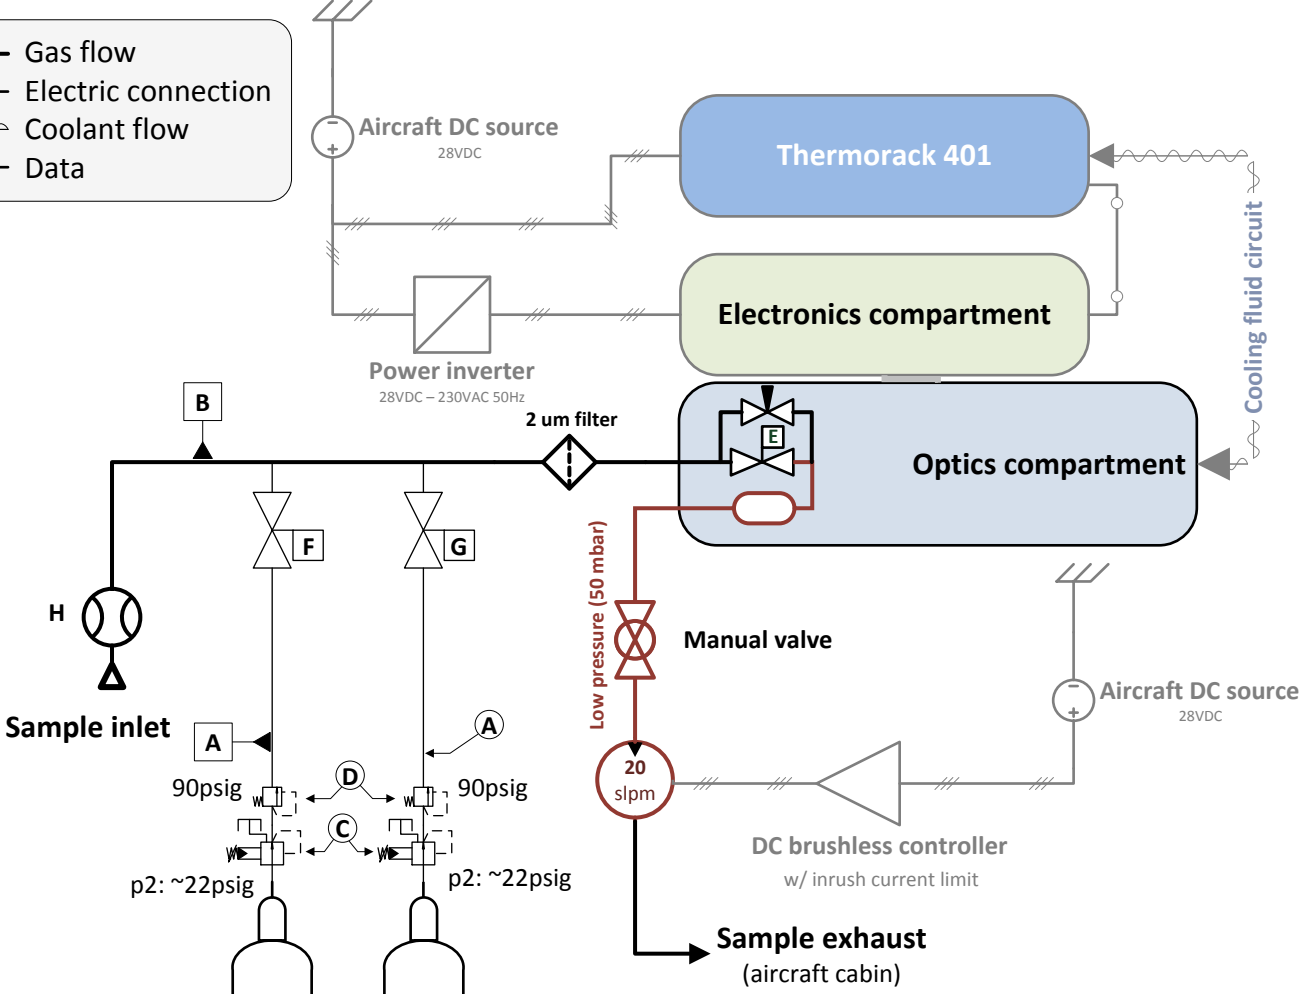 Gas flow
Electric connection
Coolant flow
Data
Aircraft DC source
28VDC
Thermorack 401
Cooling fluid circuit
Electronics compartment
Power inverter
28VDC – 230VAC 50Hz
B
2 um filter
E
Optics compartment
F
G
H
Low pressure (50 mbar)
Manual valve
Sample inlet
A
A
Aircraft DC source
28VDC
90psig
D
90psig
20
slpm
C
p2: ~22psig
p2: ~22psig
DC brushless controller
w/ inrush current limit
Sample exhaust
(aircraft cabin)